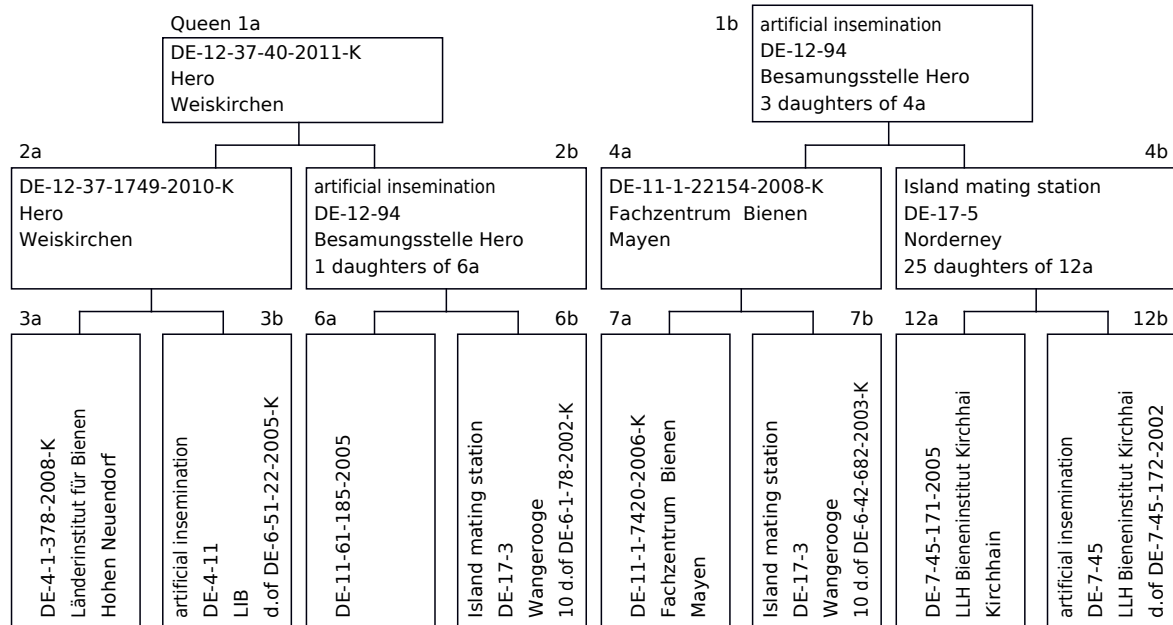 Queen 1a
DE-12-37-40-2011-K
Hero
Weiskirchen
1b
artificial insemination
DE-12-94
Besamungsstelle Hero
3 daughters of 4a
2a
DE-12-37-1749-2010-K
Hero
Weiskirchen
2b
artificial insemination
DE-12-94
Besamungsstelle Hero
1 daughters of 6a
4a
DE-11-1-22154-2008-K
Fachzentrum Bienen
Mayen
4b
Island mating station
DE-17-5
Norderney
25 daughters of 12a
3a
DE-4-1-378-2008-K
Länderinstitut für Bienen
Hohen Neuendorf
3b
artificial insemination
DE-4-11
LIB
d.of DE-6-51-22-2005-K
6a
DE-11-61-185-2005
6b
Island mating station
DE-17-3
Wangerooge
10 d.of DE-6-1-78-2002-K
7a
DE-11-1-7420-2006-K
Fachzentrum Bienen
Mayen
7b
Island mating station
DE-17-3
Wangerooge
10 d.of DE-6-42-682-2003-K
12a
DE-7-45-171-2005
LLH Bieneninstitut Kirchhai
Kirchhain
12b
artificial insemination
DE-7-45
LLH Bieneninstitut Kirchhai
d.of DE-7-45-172-2002